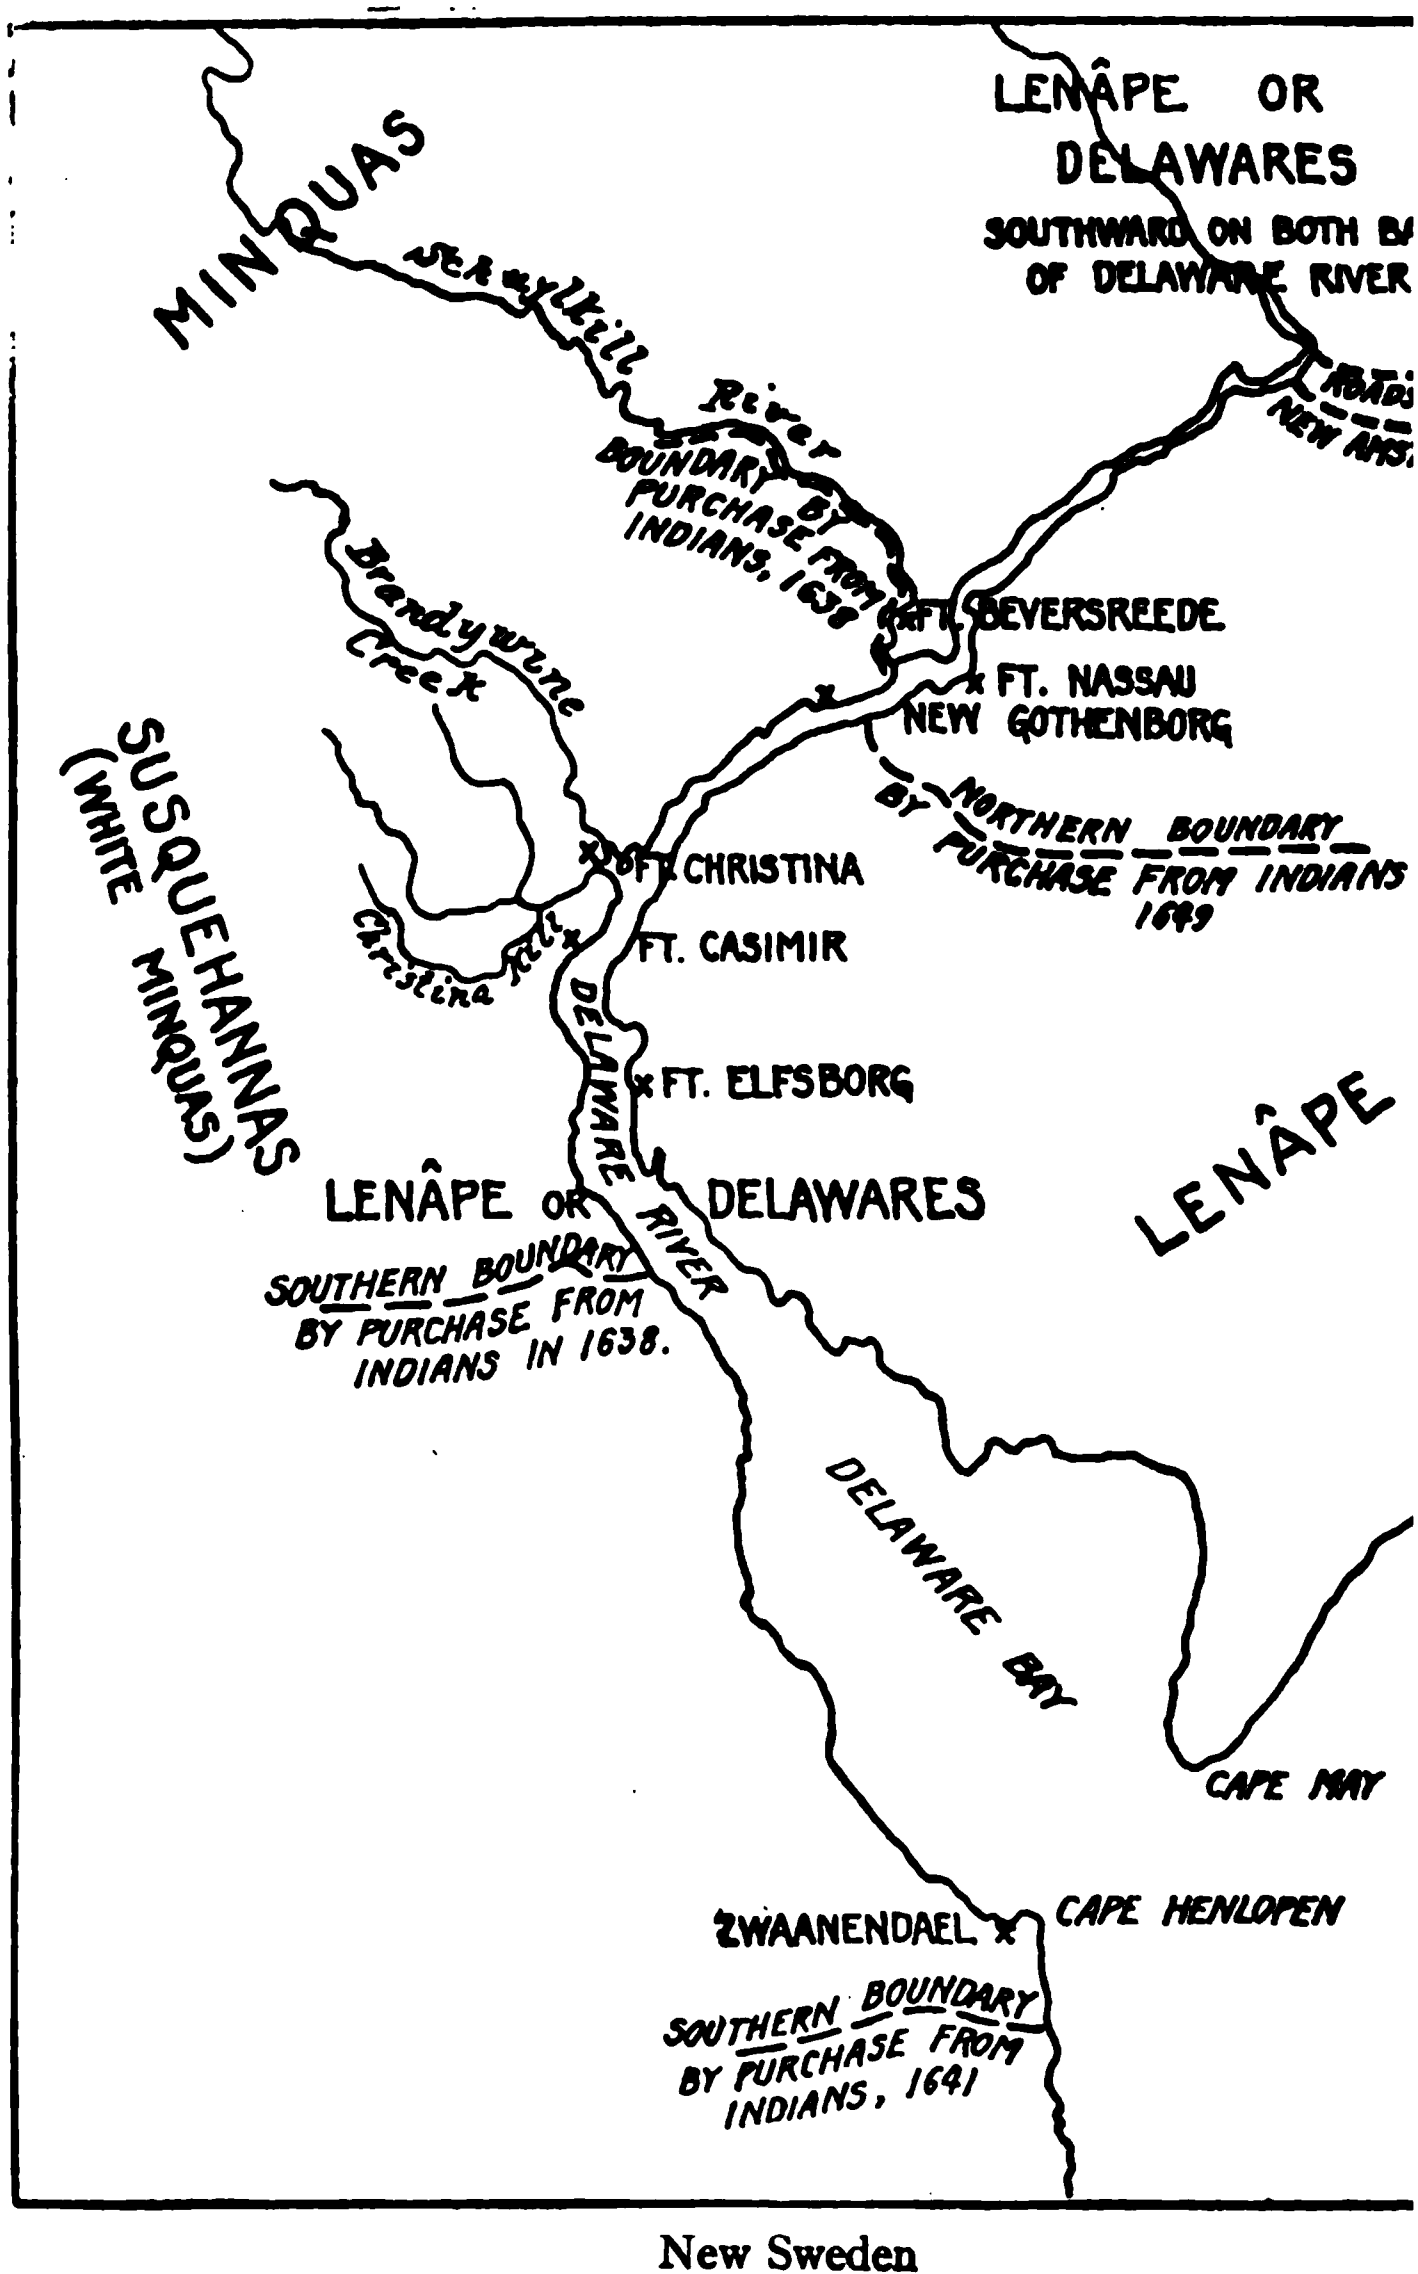 LENÂPE OR
DELAWARES
SOUTHWARD ON BOTH
OF DELAWARE RIVER
MINQUAS
Schuylkill River
BOUNDARY BY
PURCHASE FROM
INDIANS, 1638
ROADS
NEW
Brandywine
Creek
FT. BEVERSREEDE
FT. NASSAU
NEW GOTHENBORG
NORTHERN BOUNDARY
BY PURCHASE FROM INDIANS
1649
SUSQUEHANNAS
(WHITE MINQUAS)
FT. CHRISTINA
Christina Kill
FT. CASIMIR
DELAWARE RIVER
FT. ELFSBORG
LENÂPE
LENÂPE OR DELAWARES
SOUTHERN BOUNDARY
BY PURCHASE FROM
INDIANS IN 1638.
DELAWARE BAY
CAPE MAY
CAPE HENLOPEN
ZWAANENDAEL
SOUTHERN BOUNDARY
BY PURCHASE FROM
INDIANS, 1641
New Sweden